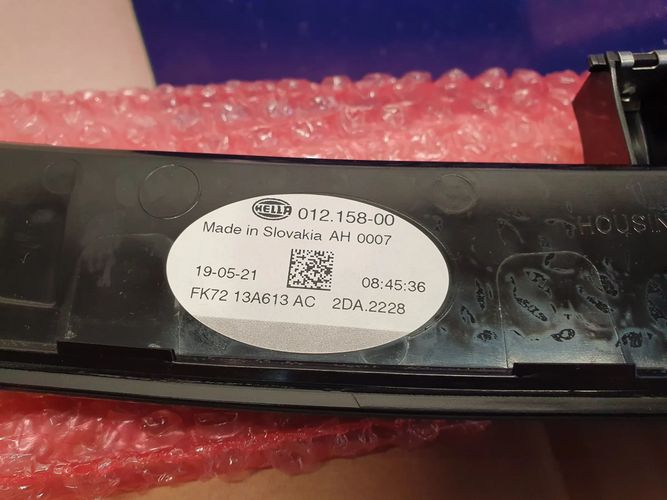 HELLA 012.158-00
Made in Slovakia AH 0007
19-05-21 08:45:36
FK72 13A613 AC 2DA.2228
HOUSIN